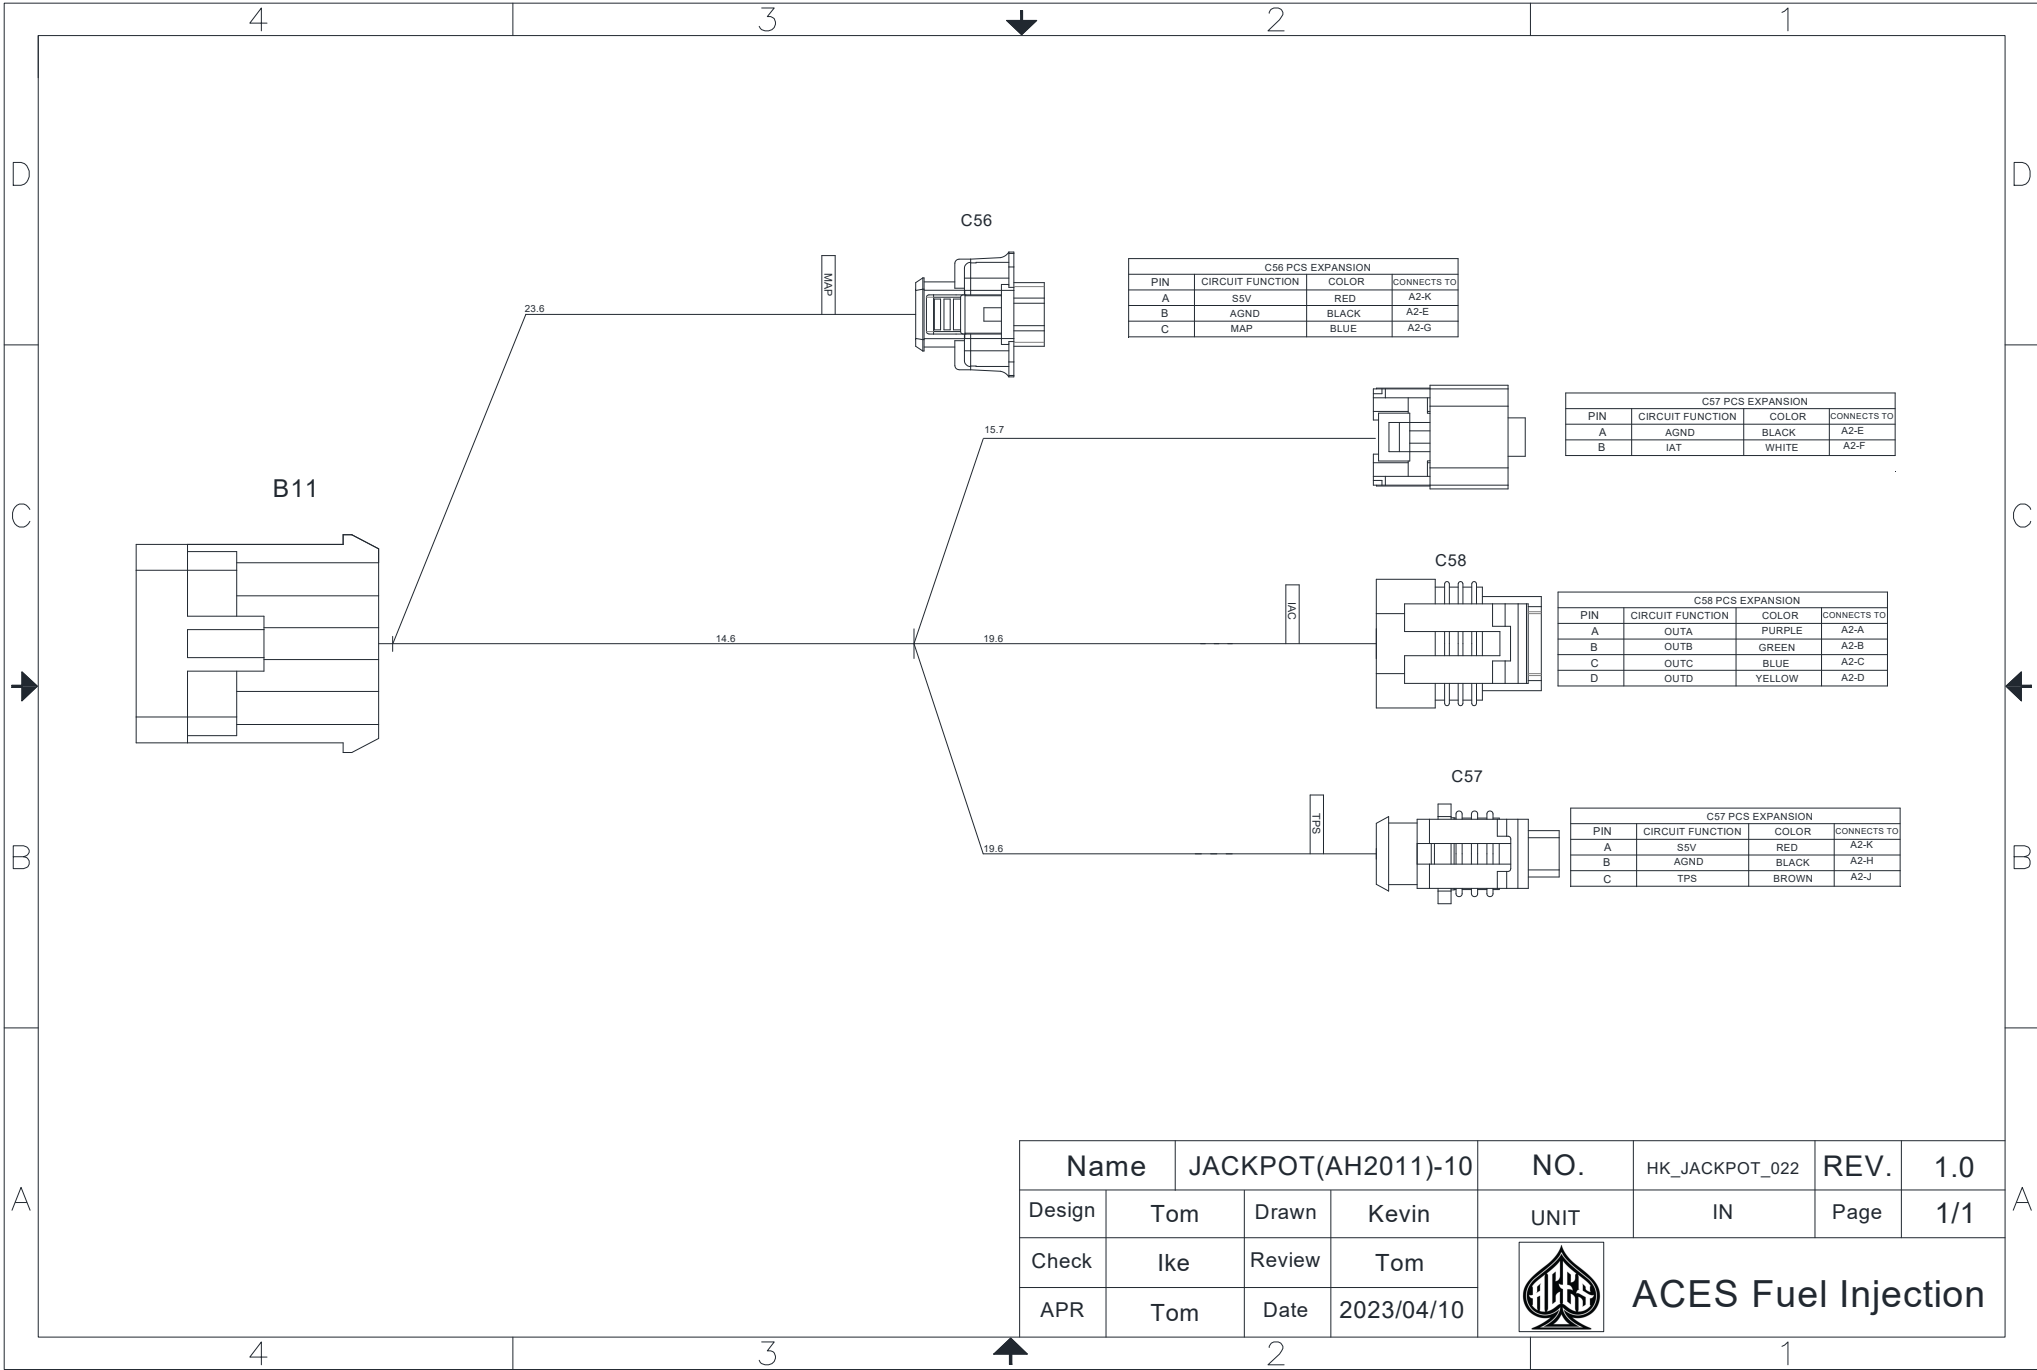 4 3 2 1
D D
C56
MAP
23.6
C56 PCS EXPANSION
PIN CIRCUIT FUNCTION COLOR CONNECTS TO
A S5V RED A2-K
B AGND BLACK A2-E
C MAP BLUE A2-G
15.7
C57 PCS EXPANSION
PIN CIRCUIT FUNCTION COLOR CONNECTS TO
A AGND BLACK A2-E
B IAT WHITE A2-F
B11
C C
C58
IAC
14.6 19.6
C58 PCS EXPANSION
PIN CIRCUIT FUNCTION COLOR CONNECTS TO
A OUTA PURPLE A2-A
B OUTB GREEN A2-B
C OUTC BLUE A2-C
D OUTD YELLOW A2-D
C57
TPS
19.6
C57 PCS EXPANSION
PIN CIRCUIT FUNCTION COLOR CONNECTS TO
A S5V RED A2-K
B AGND BLACK A2-H
C TPS BROWN A2-J
B B
A A
Name JACKPOT(AH2011)-10 NO. HK_JACKPOT_022 REV. 1.0
Design Tom Drawn Kevin UNIT IN Page 1/1
Check Ike Review Tom
APR Tom Date 2023/04/10
ACES
ACES Fuel Injection
4 3 2 1